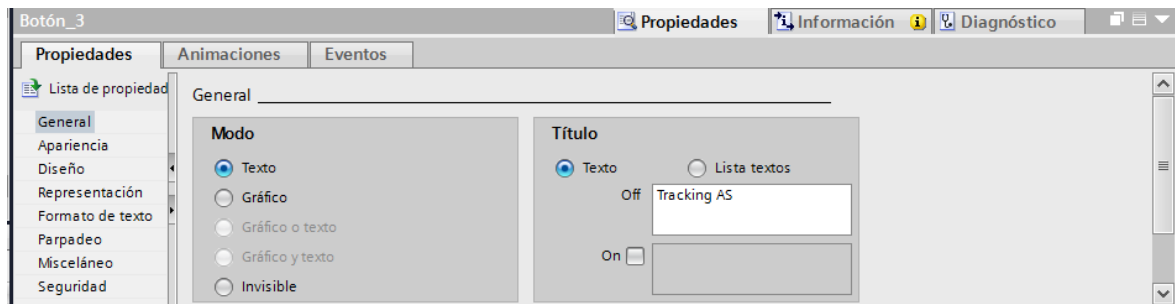 Botón_3
Propiedades Información Diagnóstico
Propiedades Animaciones Eventos
Lista de propiedad
General
Apariencia
Diseño
Representación
Formato de texto
Parpadeo
Misceláneo
Seguridad
General
Modo
Texto
Gráfico
Gráfico o texto
Gráfico y texto
Invisible
Título
Texto Lista textos
Off Tracking AS
On